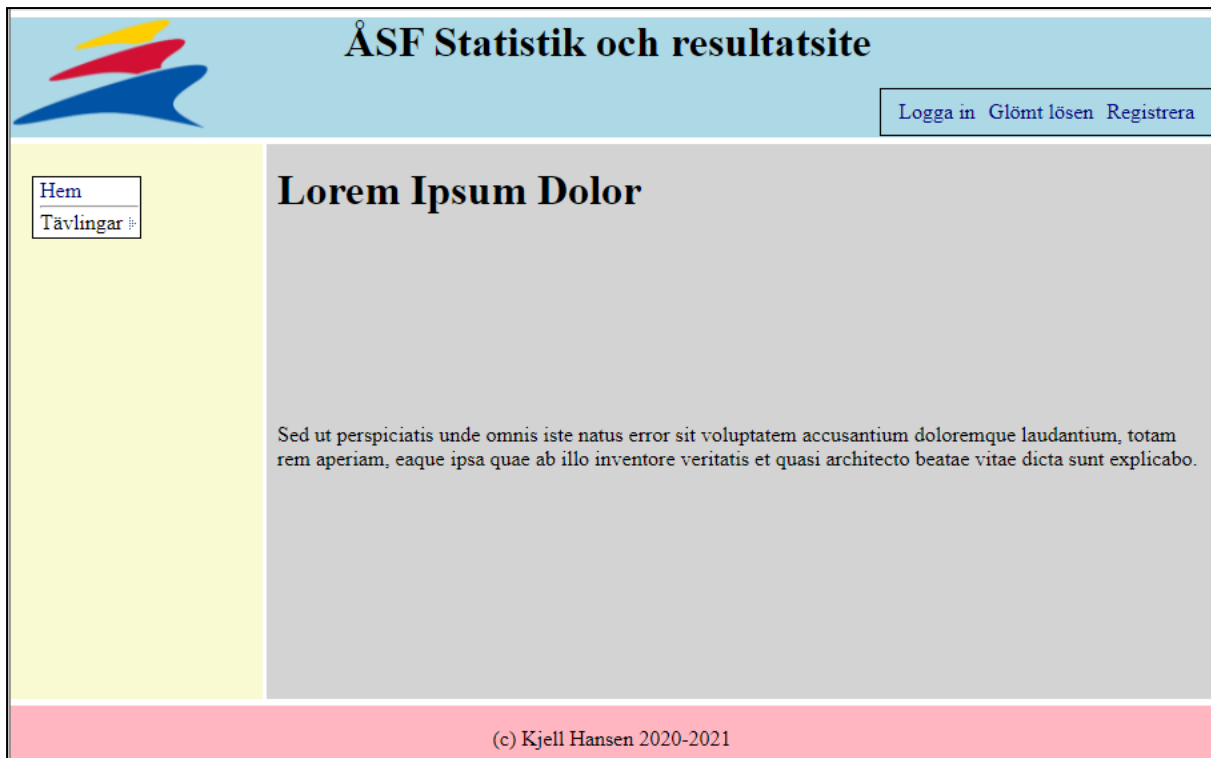 ÅSF Statistik och resultatsite
Logga in Glömt lösen Registrera
Hem
Tävlingar
Lorem Ipsum Dolor
Sed ut perspiciatis unde omnis iste natus error sit voluptatem accusantium doloremque laudantium, totam
rem aperiam, eaque ipsa quae ab illo inventore veritatis et quasi architecto beatae vitae dicta sunt explicabo.
(c) Kjell Hansen 2020-2021